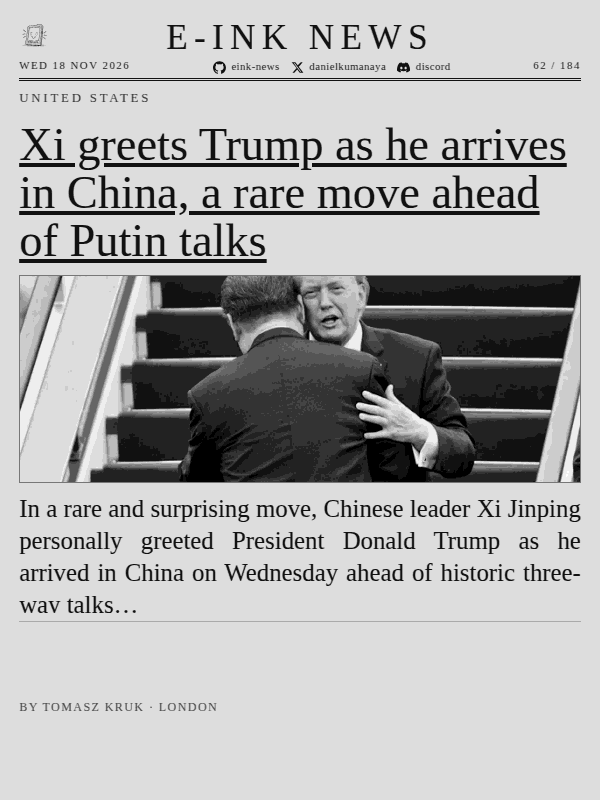 E-INK NEWS
WED 18 NOV 2026
eink-news danielkumanaya discord
62 / 184
UNITED STATES
Xi greets Trump as he arrives
in China, a rare move ahead
of Putin talks
In a rare and surprising move, Chinese leader Xi Jinping
personally greeted President Donald Trump as he
arrived in China on Wednesday ahead of historic three-
way talks…
BY TOMASZ KRUK · LONDON